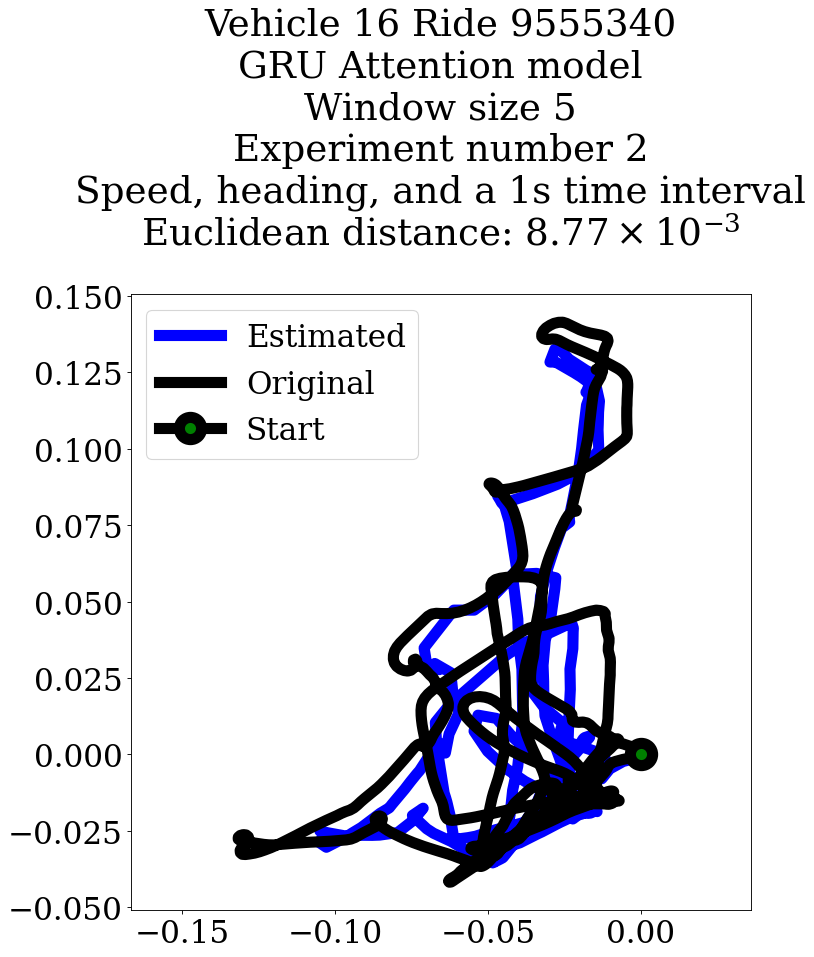 Vehicle 16 Ride 9555340
GRU Attention model
Window size 5
Experiment number 2
Speed, heading, and a 1s time interval
Euclidean distance: 8.77 × 10⁻³
0.150
Estimated
0.125
Original
Start
0.100
0.075
0.050
0.025
0.000
−0.025
−0.050
−0.15 −0.10 −0.05 0.00